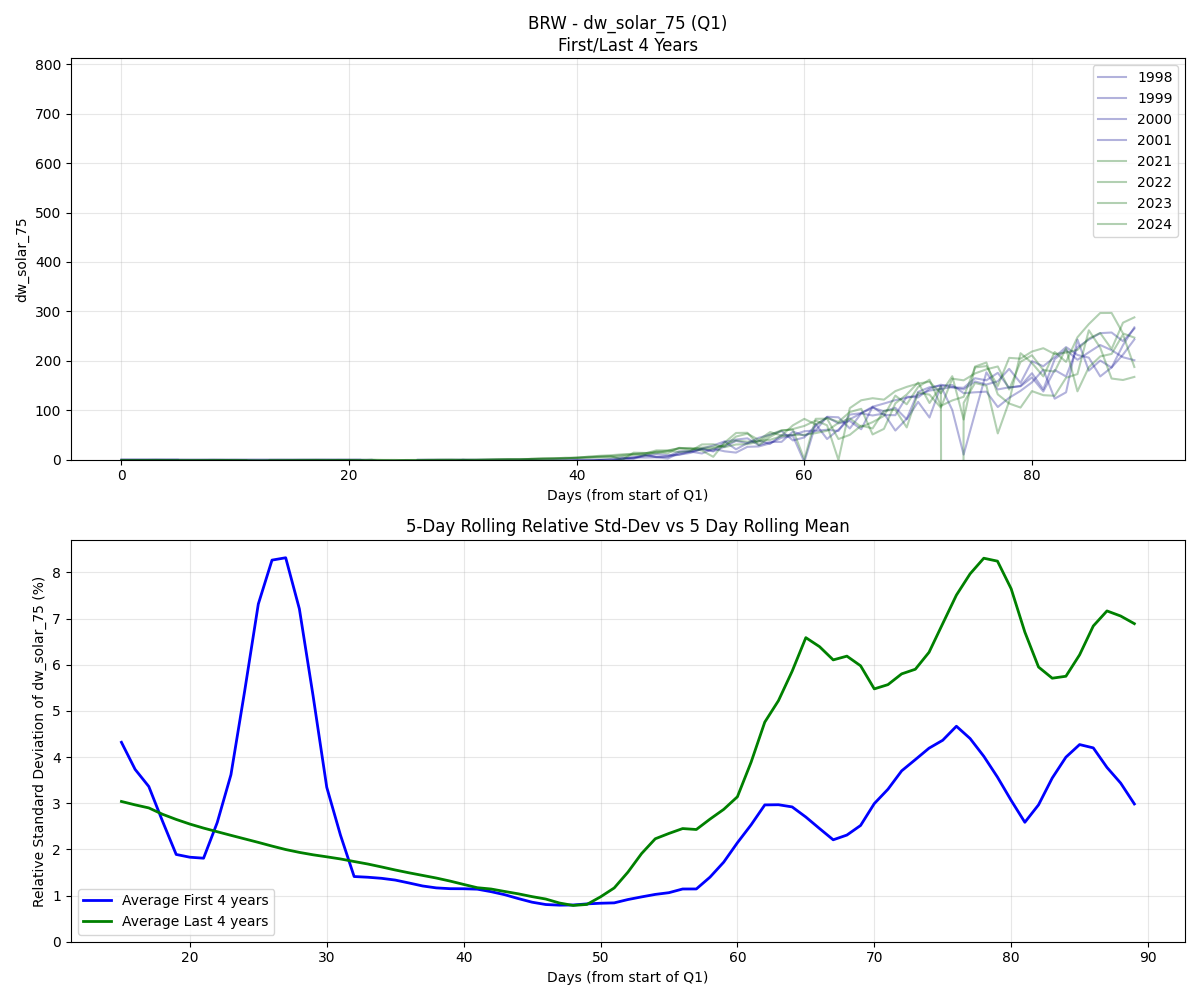 BRW - dw_solar_75 (Q1)
First/Last 4 Years
800
700
600
500
400
300
200
100
0
dw_solar_75
1998
1999
2000
2001
2021
2022
2023
2024
0 20 40 60 80
Days (from start of Q1)
5-Day Rolling Relative Std-Dev vs 5 Day Rolling Mean
8
7
6
5
4
3
2
1
0
Relative Standard Deviation of dw_solar_75 (%)
Average First 4 years
Average Last 4 years
20 30 40 50 60 70 80 90
Days (from start of Q1)